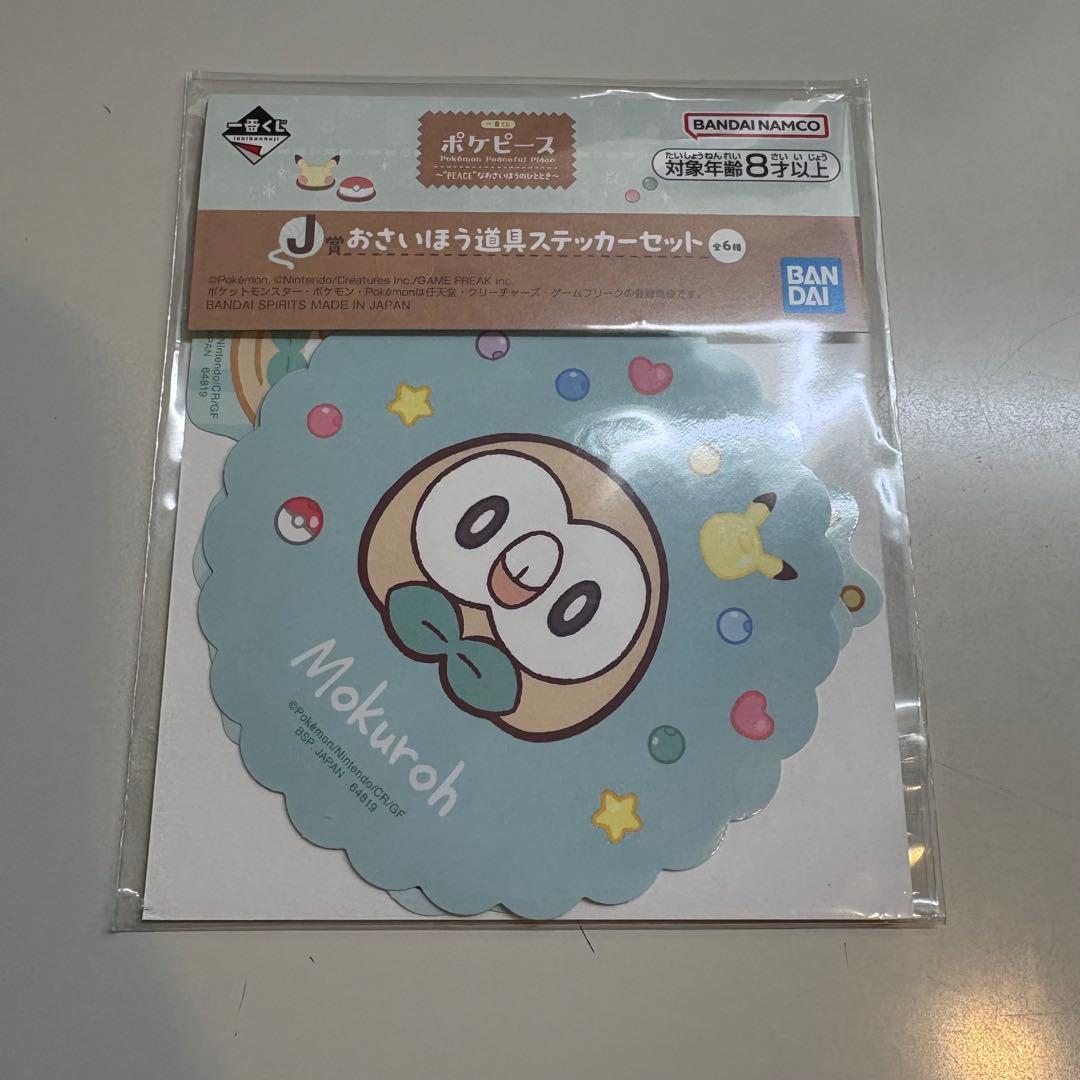 一番くじ
ichibankuji
一番くじ
ポケピース
Pokémon Peaceful Place
～"PEACE"なおさいほうのひととき～
BANDAI NAMCO
たいしょうねんれい さい いじょう
対象年齢8才以上
J賞 おさいほう道具ステッカーセット 全6種
©Pokémon. ©Nintendo/Creatures Inc./GAME FREAK inc.
ポケットモンスター・ポケモン・Pokémonは任天堂・クリーチャーズ・ゲームフリークの登録商標です。
BANDAI SPIRITS MADE IN JAPAN
BAN
DAI
Nintendo/CR/GF
PAN 64819
Mokuroh
©Pokémon/Nintendo/CR/GF
BSP・JAPAN 64819